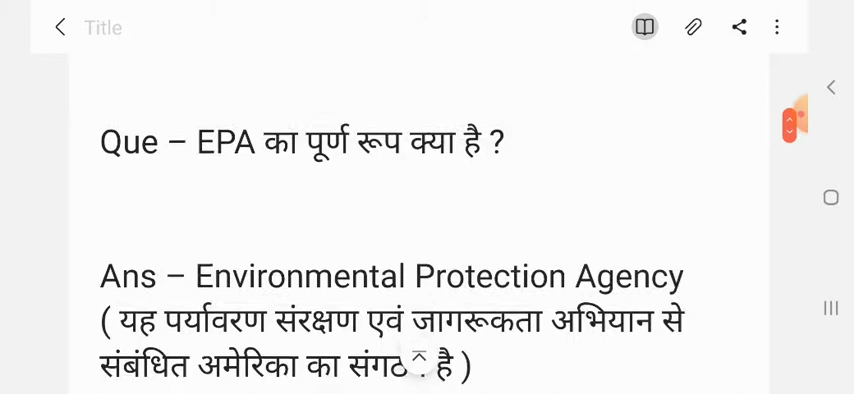 Title
Que – EPA का पूर्ण रूप क्या है ?
Ans – Environmental Protection Agency
( यह पर्यावरण संरक्षण एवं जागरूकता अभियान से
संबंधित अमेरिका का है )